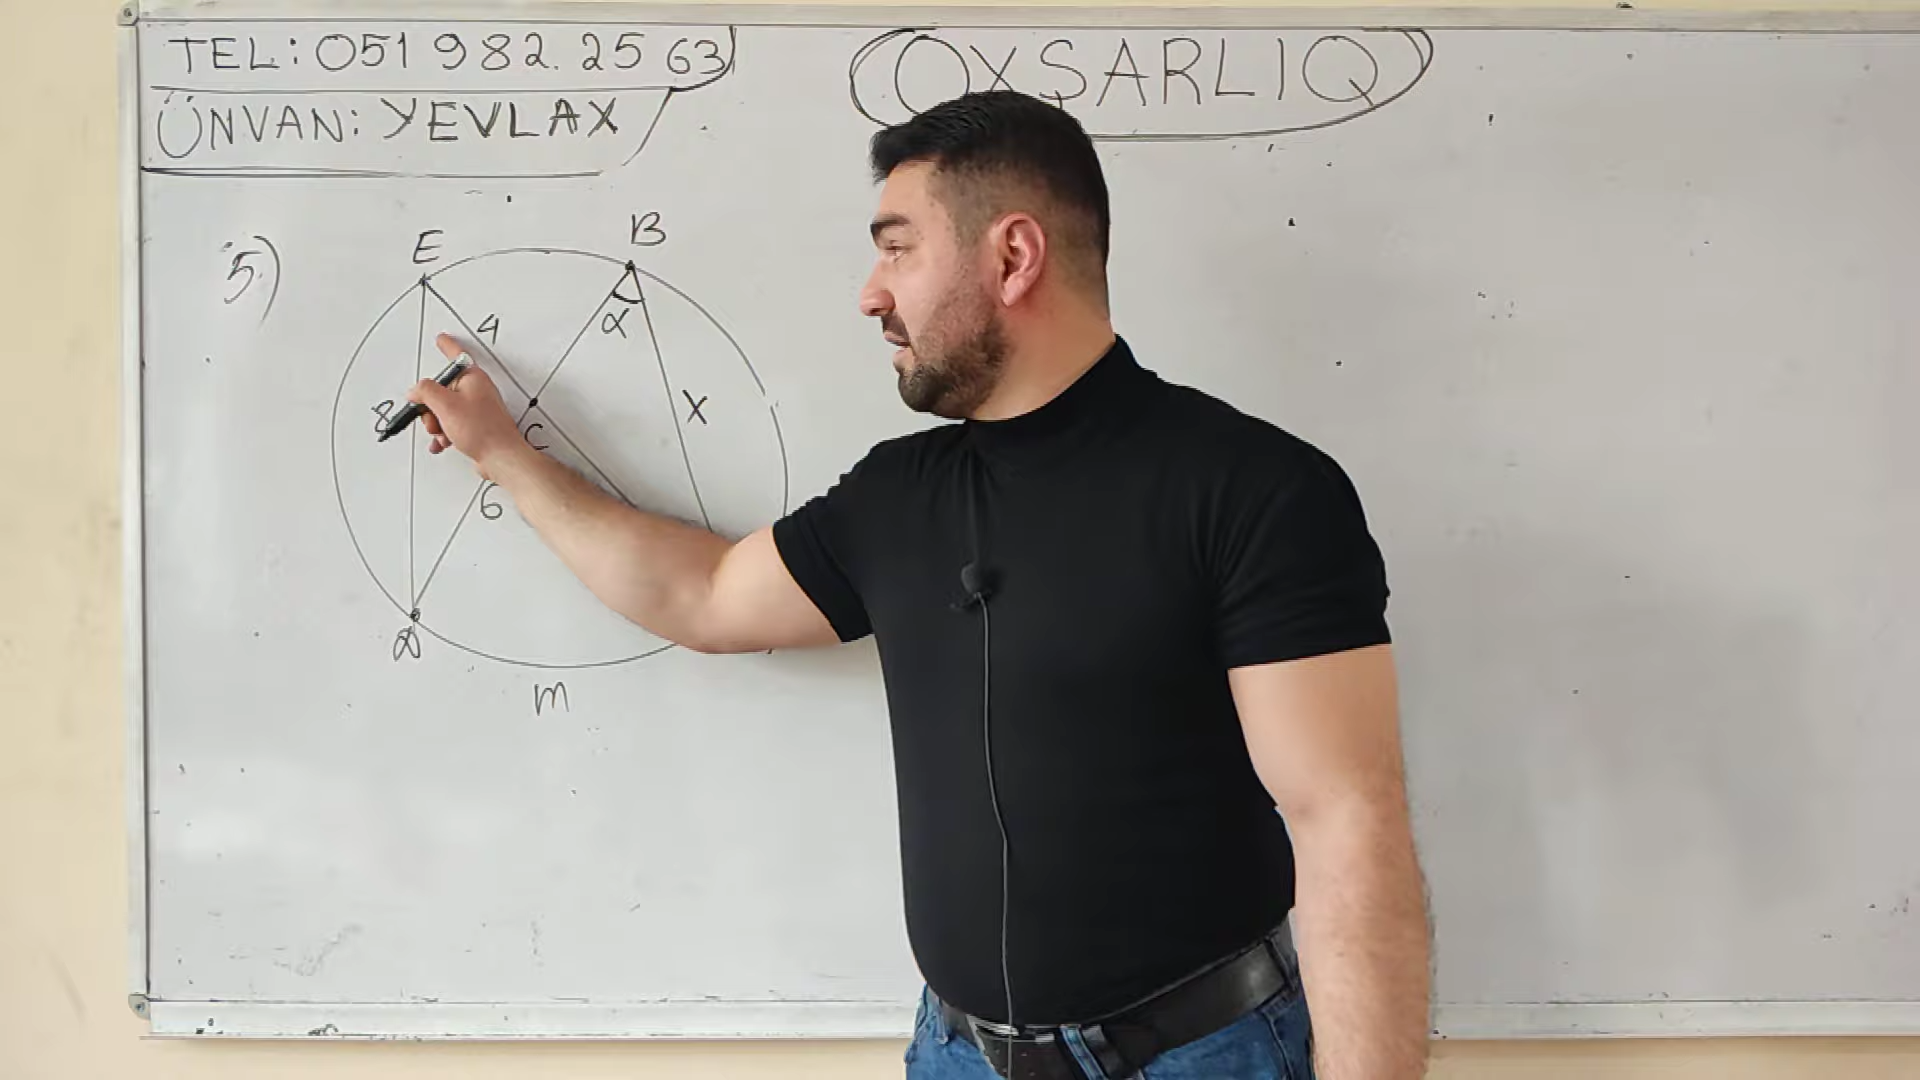 TEL: 051 982. 25 63
ÜNVAN: YEVLAX
OXŞARLIQ
5)
E
B
4
α
8
X
C
6
m